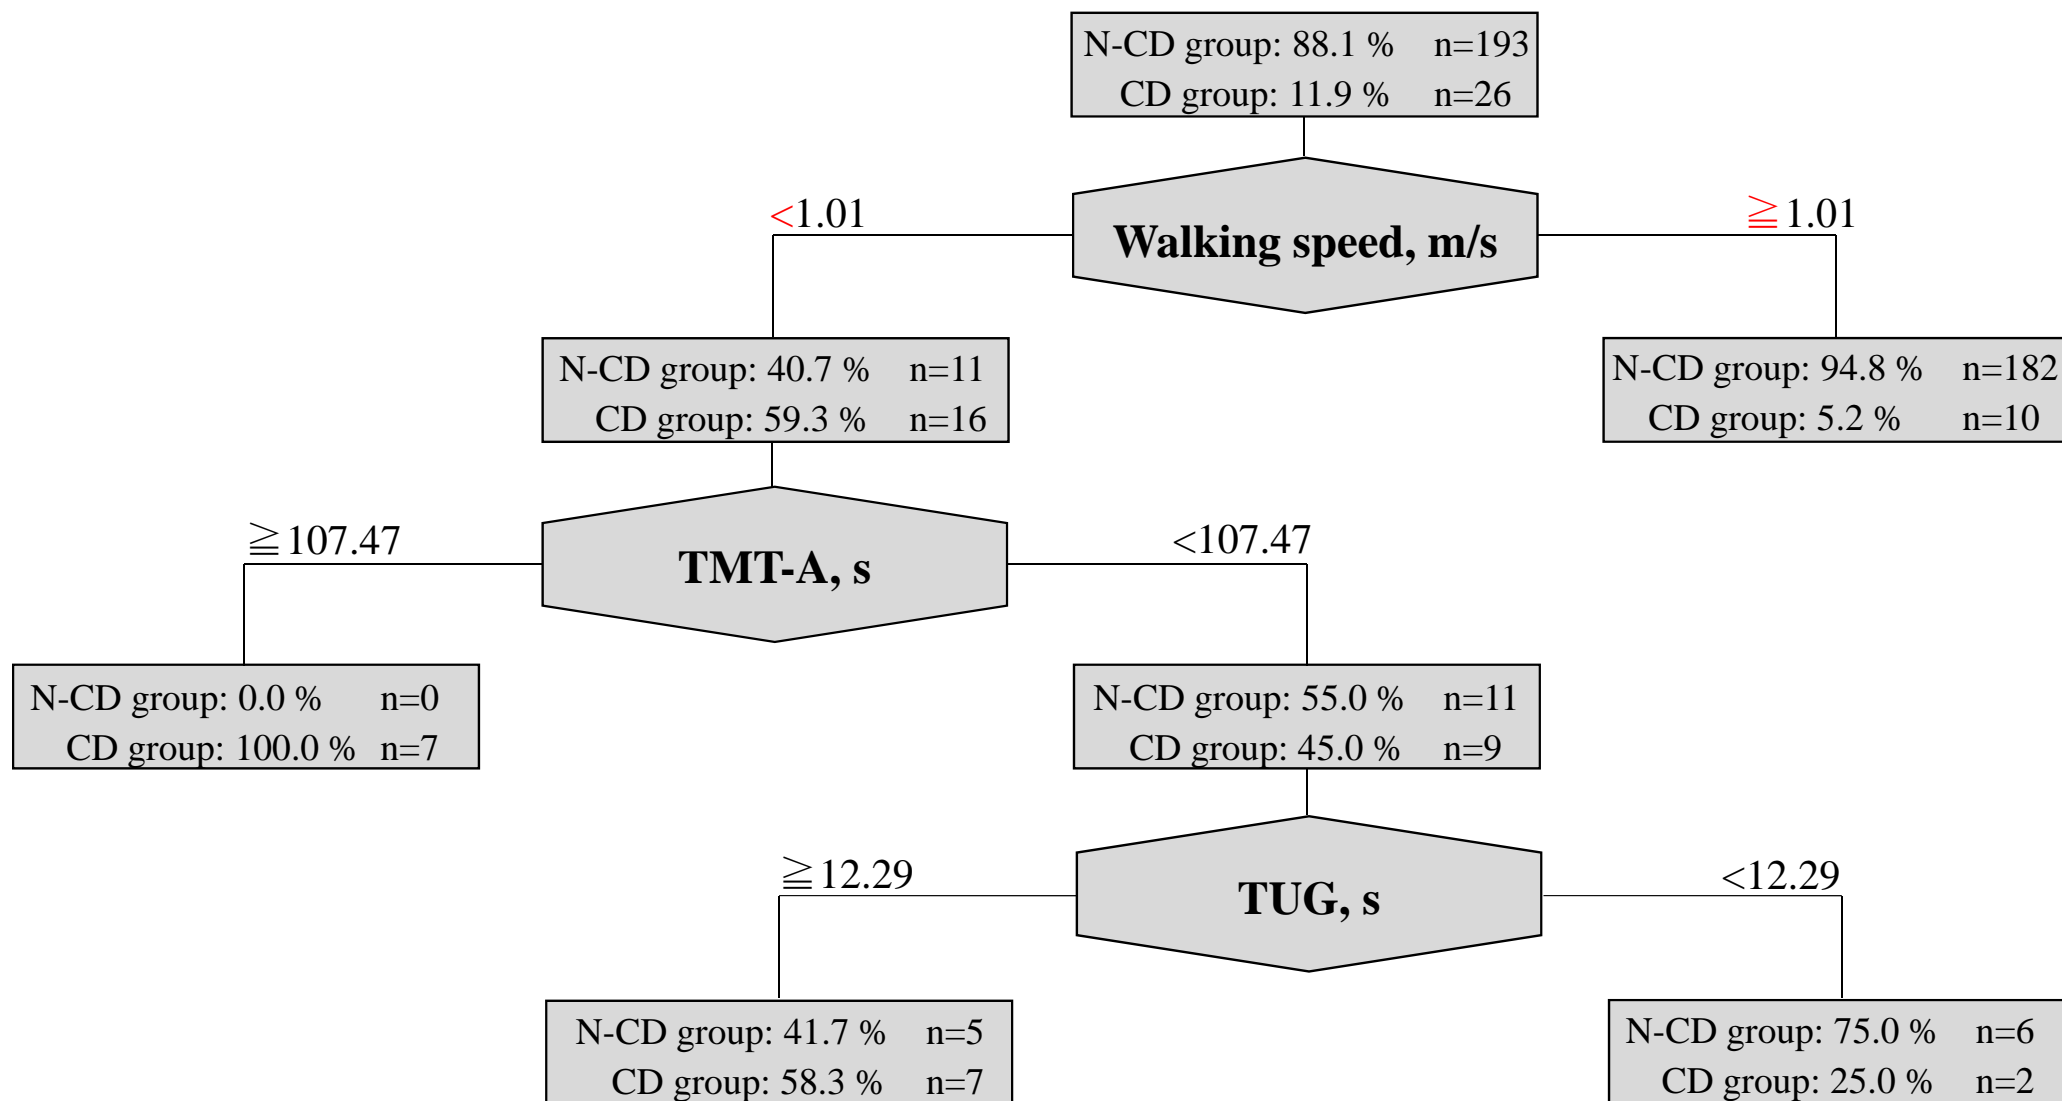 N-CD group: 88.1 % n=193
CD group: 11.9 % n=26
<1.01
≧1.01
Walking speed, m/s
N-CD group: 40.7 % n=11
CD group: 59.3 % n=16
N-CD group: 94.8 % n=182
CD group: 5.2 % n=10
≧107.47
<107.47
TMT-A, s
N-CD group: 0.0 % n=0
CD group: 100.0 % n=7
N-CD group: 55.0 % n=11
CD group: 45.0 % n=9
≧12.29
<12.29
TUG, s
N-CD group: 41.7 % n=5
CD group: 58.3 % n=7
N-CD group: 75.0 % n=6
CD group: 25.0 % n=2